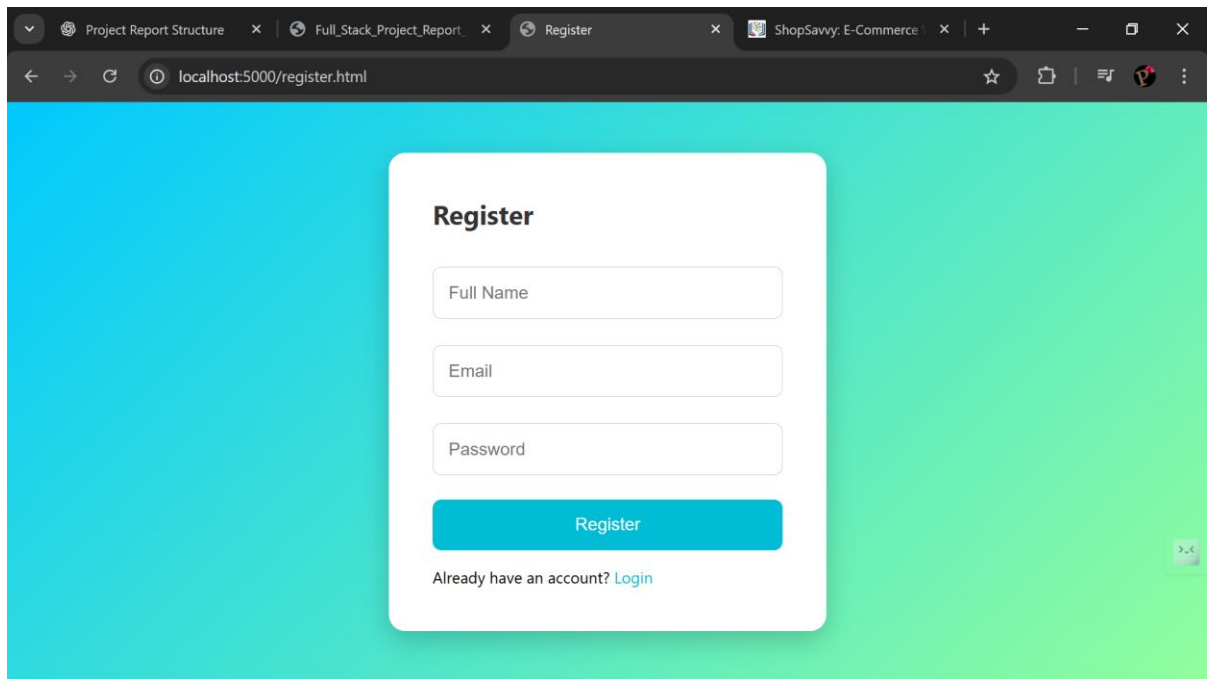 Project Report Structure
Full_Stack_Project_Report_
Register
ShopSavvy: E-Commerce
localhost:5000/register.html
Register
Full Name
Email
Password
Register
Already have an account? Login
>_<